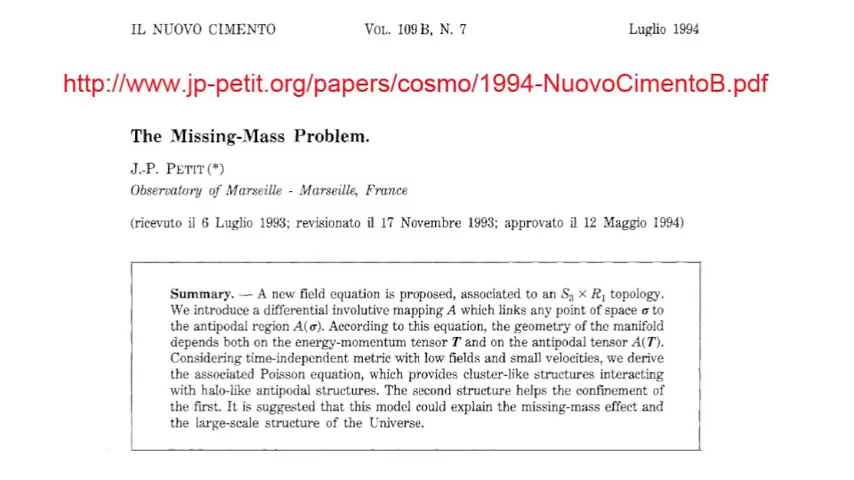 IL NUOVO CIMENTO VOL. 109 B, N. 7 Luglio 1994
http://www.jp-petit.org/papers/cosmo/1994-NuovoCimentoB.pdf
The Missing-Mass Problem.
J.-P. PETIT (*)
Observatory of Marseille - Marseille, France
(ricevuto il 6 Luglio 1993; revisionato il 17 Novembre 1993; approvato il 12 Maggio 1994)
Summary. — A new field equation is proposed, associated to an S₃ × R₁ topology.
We introduce a differential involutive mapping A which links any point of space σ to
the antipodal region A(σ). According to this equation, the geometry of the manifold
depends both on the energy-momentum tensor T and on the antipodal tensor A(T).
Considering time-independent metric with low fields and small velocities, we derive
the associated Poisson equation, which provides cluster-like structures interacting
with halo-like antipodal structures. The second structure helps the confinement of
the first. It is suggested that this model could explain the missing-mass effect and
the large-scale structure of the Universe.